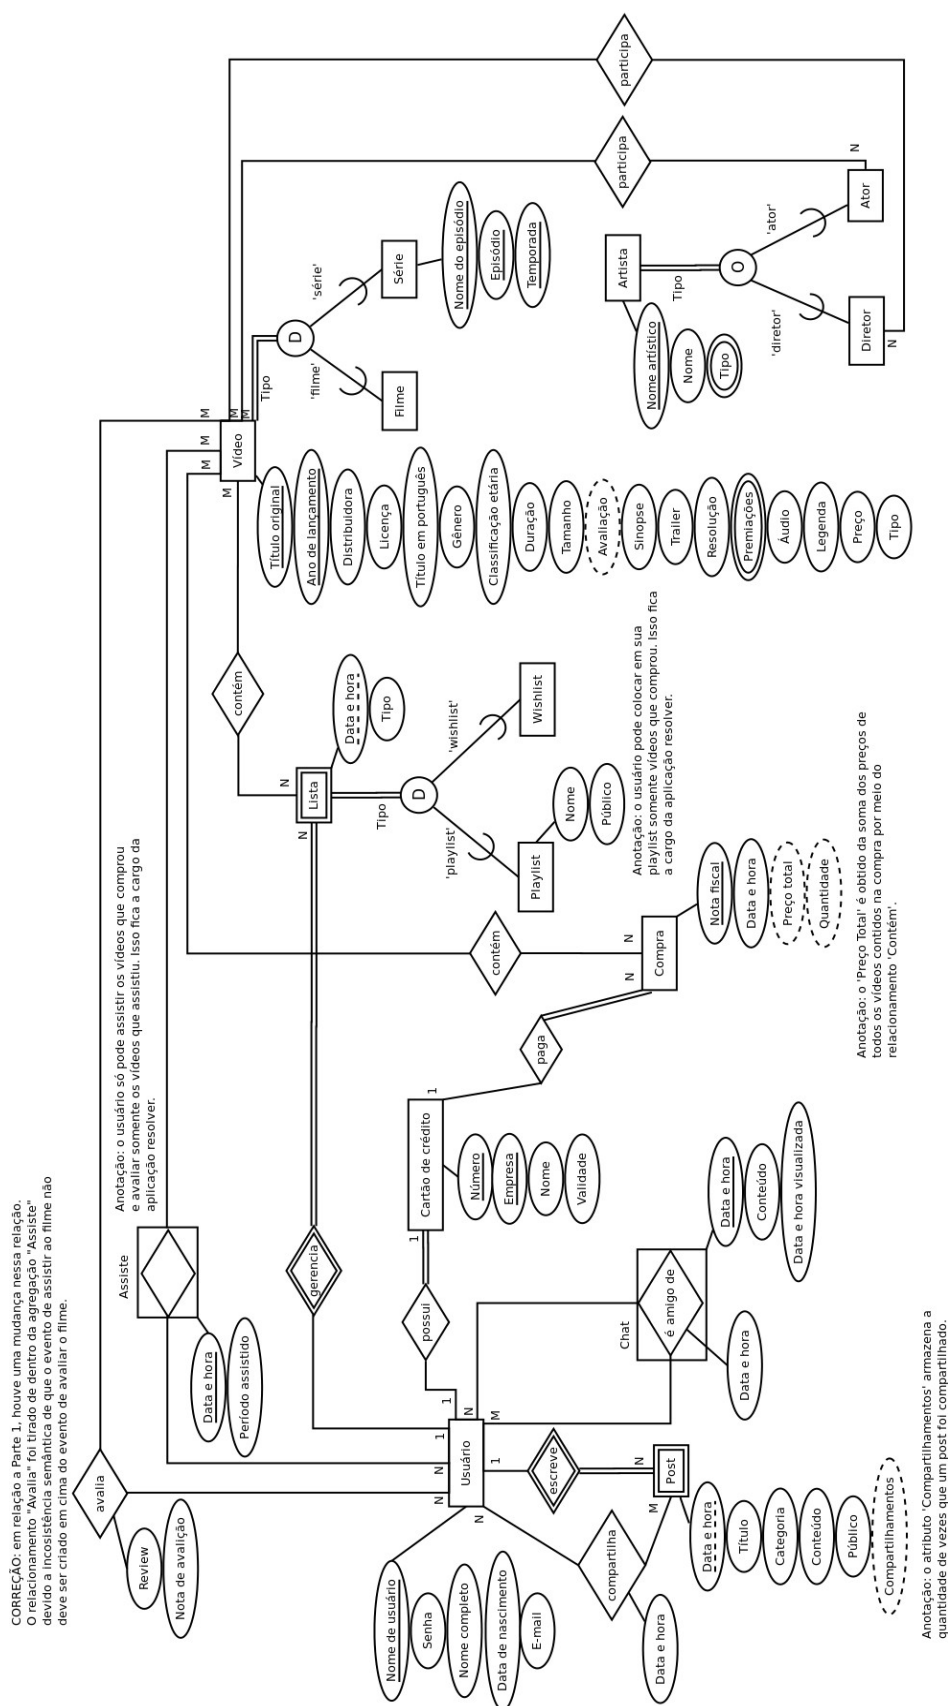 CORREÇÃO: em relação a Parte 1, houve uma mudança nessa relação.
O relacionamento "Avalia" foi tirado de dentro da agregação "Assiste"
devido a incosistência semântica de que o evento de assistir ao filme não
deve ser criado em cima do evento de avaliar o filme.
avalia
Review
Nota de avalição
Assiste
Data e hora
Período assistido
Anotação: o usuário só pode assistir os vídeos que comprou
e avaliar somente os vídeos que assistiu. Isso fica a cargo da
aplicação resolver.
gerencia
N
N
1
1
N
M
1
N
Usuário
Nome de usuário
Senha
Nome completo
Data de nascimento
E-mail
possui
1
Cartão de crédito
1
Número
Empresa
Nome
Validade
paga
N
N
Compra
Nota fiscal
Data e hora
Preço total
Quantidade
contém
Anotação: o 'Preço Total' é obtido da soma dos preços de
todos os vídeos contidos na compra por meio do
relacionamento 'Contém'.
escreve
N
M
Post
Data e hora
Título
Categoria
Conteúdo
Público
Compartilhamentos
compartilha
Data e hora
Anotação: o atributo 'Compartilhamentos' armazena a
quantidade de vezes que um post foi compartilhado.
Chat
é amigo de
Data e hora
Data e hora
Conteúdo
Data e hora visualizada
N
N
Lista
Data e hora
Tipo
Tipo
D
'playlist'
'wishlist'
Playlist
Nome
Público
Wishlist
Anotação: o usuário pode colocar em sua
playlist somente vídeos que comprou. Isso fica
a cargo da aplicação resolver.
contém
M
M
M
M
M
M
Vídeo
Título original
Ano de lançamento
Distribuidora
Licença
Título em português
Gênero
Classificação etária
Duração
Tamanho
Avaliação
Sinopse
Trailer
Resolução
Premiações
Áudio
Legenda
Preço
Tipo
Tipo
D
'filme'
'série'
Filme
Série
Nome do episódio
Episódio
Temporada
Artista
Nome artístico
Nome
Tipo
Tipo
O
'diretor'
'ator'
Diretor
Ator
N
N
participa
participa